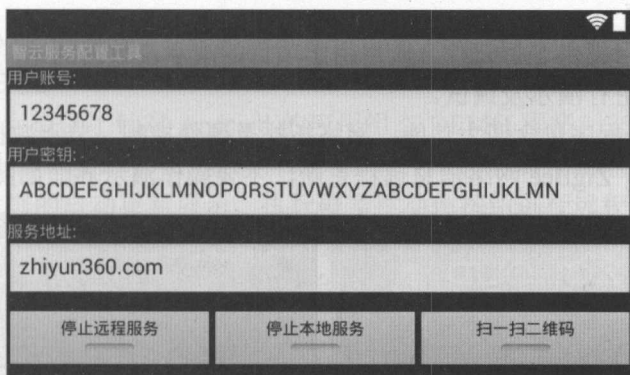 智云服务配置工具
用户账号:
12345678
用户密钥:
ABCDEFGHIJKLMNOPQRSTUVWXYZABCDEFGHIJKLMN
服务地址:
zhiyun360.com
停止远程服务
停止本地服务
扫一扫二维码